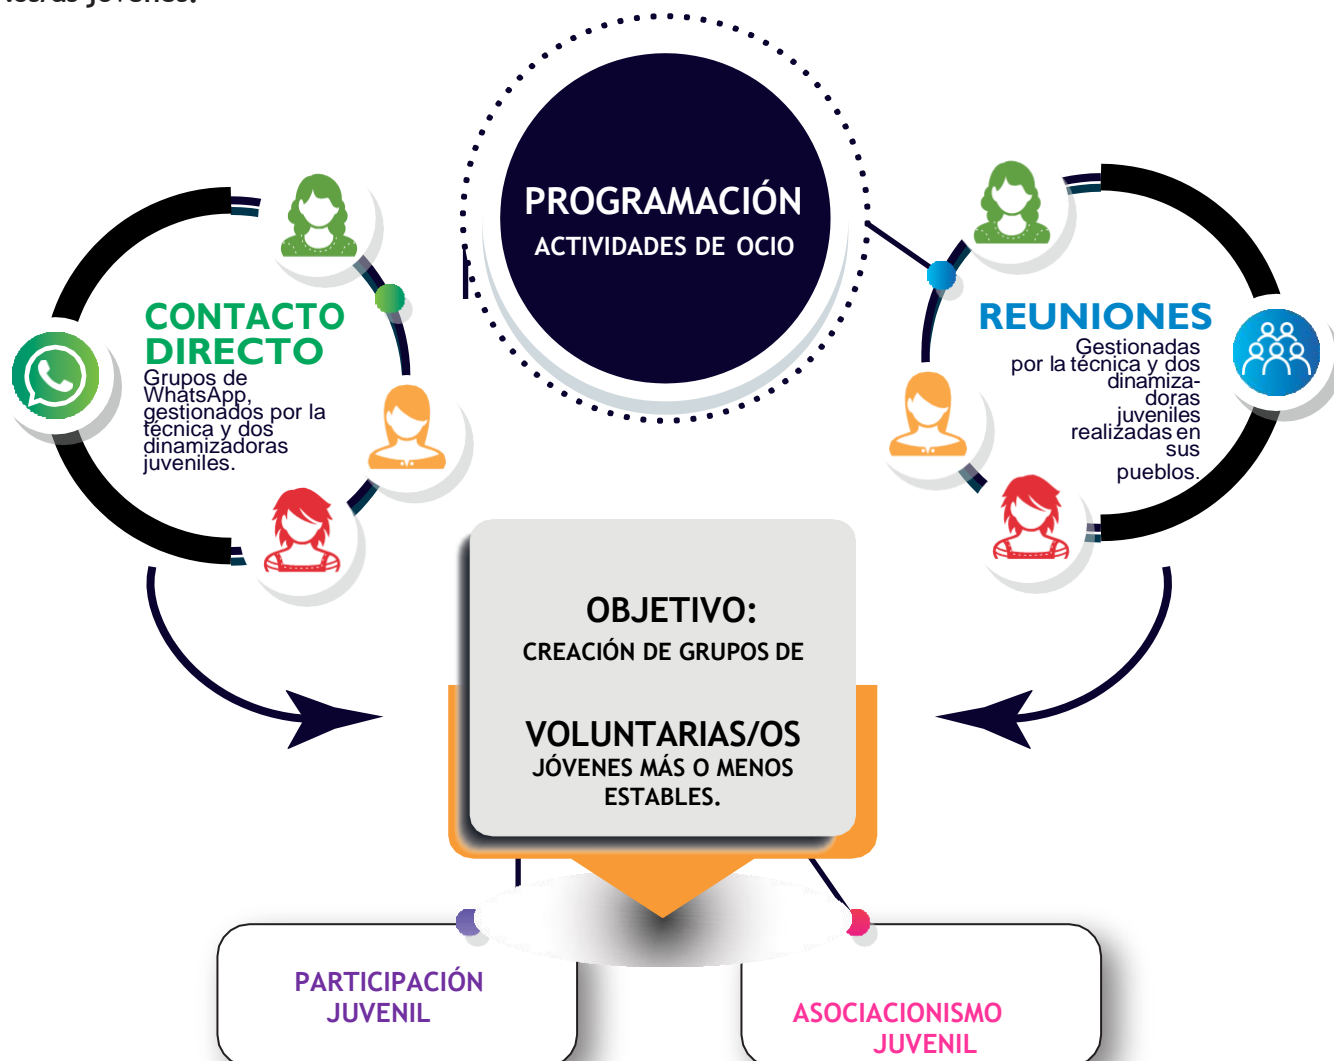 jóvenes.
PROGRAMACIÓN
ACTIVIDADES DE OCIO
CONTACTO
DIRECTO
Grupos de
WhatsApp,
gestionados por la
técnica y dos
dinamizadoras
juveniles.
REUNIONES
Gestionadas
por la técnica y dos
dinamiza-
doras
juveniles
realizadas en
sus
pueblos.
OBJETIVO:
CREACIÓN DE GRUPOS DE
VOLUNTARIAS/OS
JÓVENES MÁS O MENOS
ESTABLES.
PARTICIPACIÓN
JUVENIL
ASOCIACIONISMO
JUVENIL